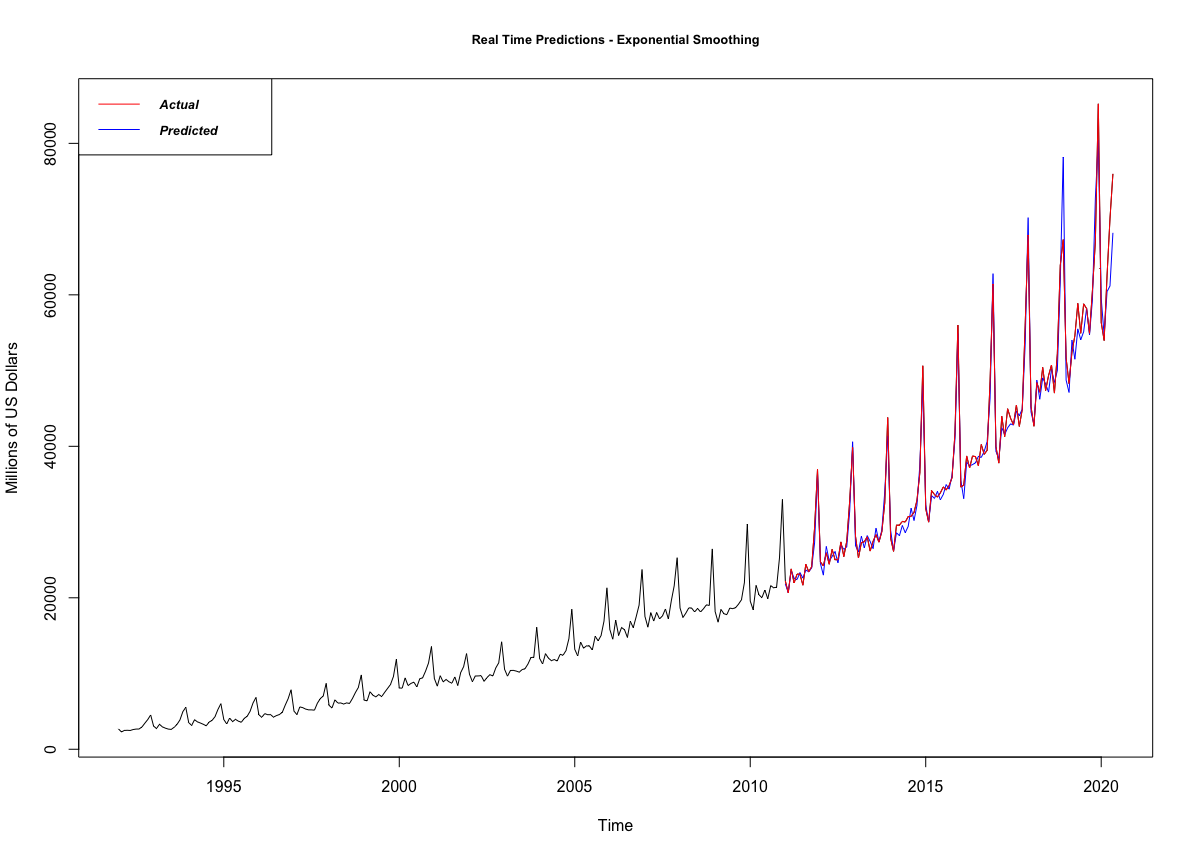 Real Time Predictions - Exponential Smoothing
Actual
Predicted
Millions of US Dollars
80000
60000
40000
20000
0
1995 2000 2005 2010 2015 2020
Time